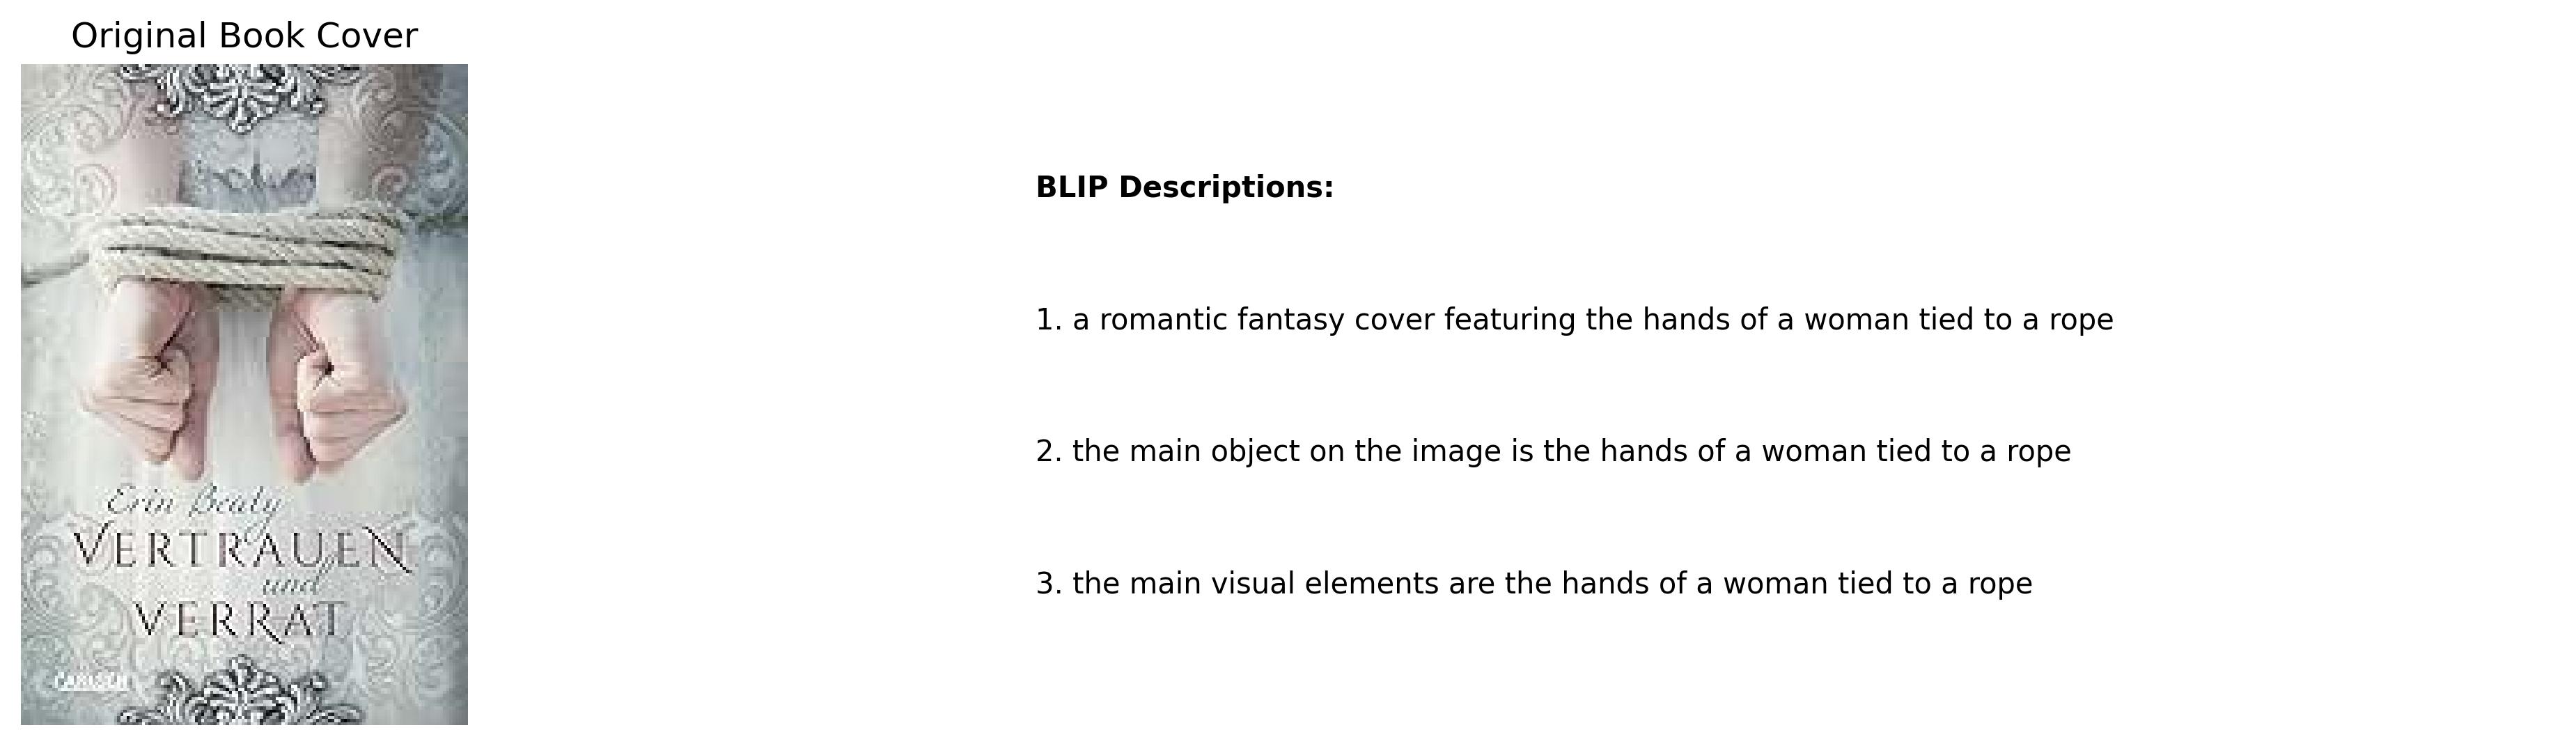 Original Book Cover
Erin Beaty
VERTRAUEN
und
VERRAT
CARLSEN
BLIP Descriptions:
1. a romantic fantasy cover featuring the hands of a woman tied to a rope
2. the main object on the image is the hands of a woman tied to a rope
3. the main visual elements are the hands of a woman tied to a rope